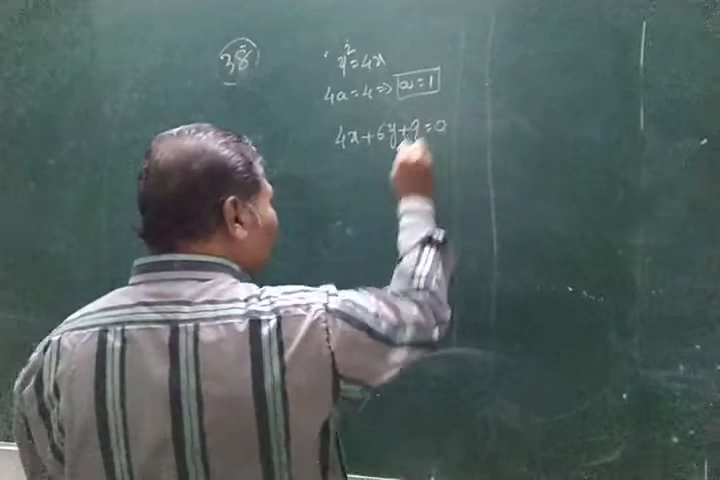 38
y² = 4x
4a = 4 => a = 1
4x + 6y + 9 = 0